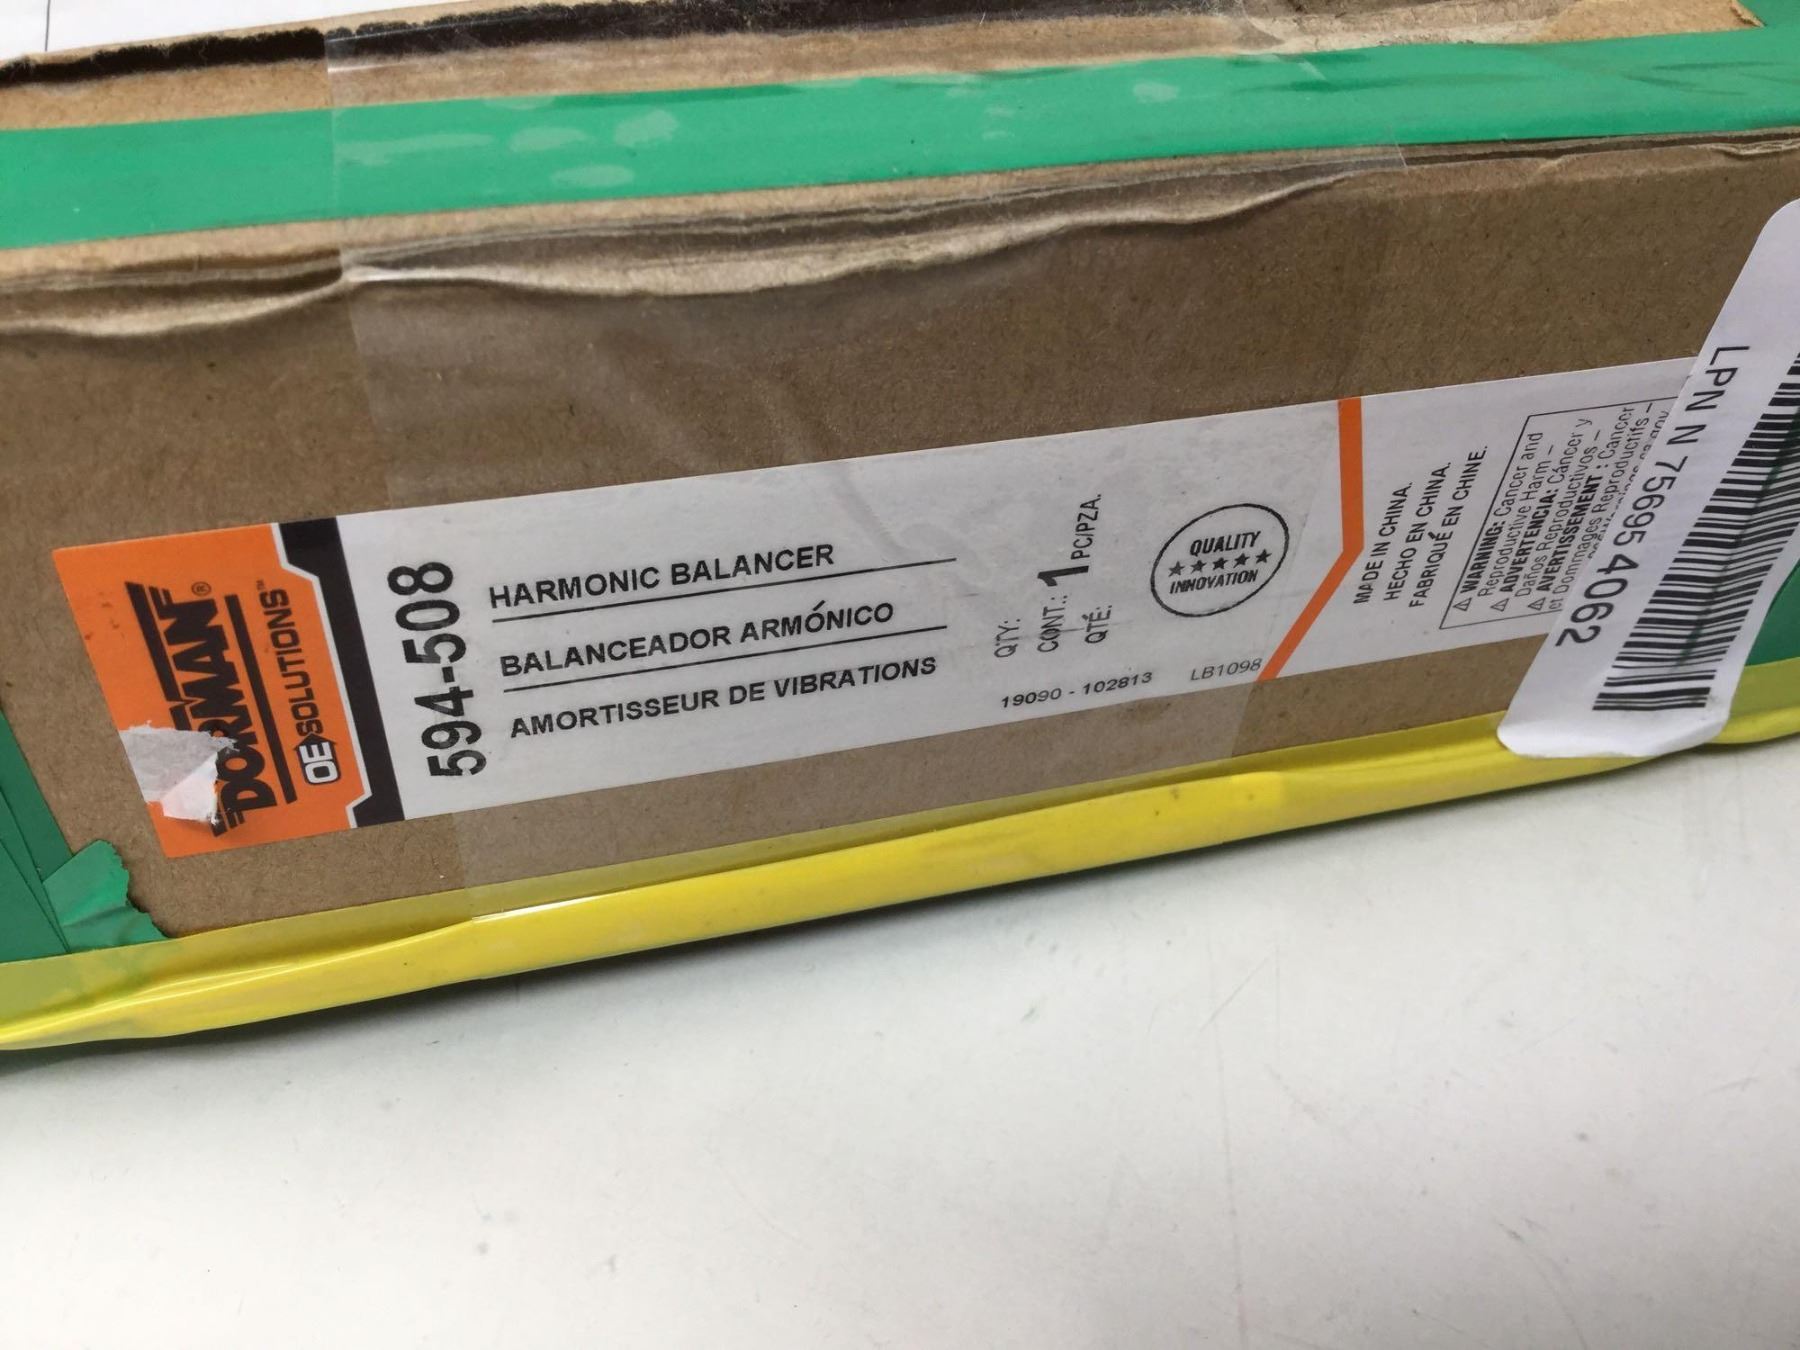 DORMAN®
OE SOLUTIONS™
594-508
HARMONIC BALANCER
BALANCEADOR ARMÓNICO
AMORTISSEUR DE VIBRATIONS
QTY:
CONT.: 1 PC/PZA.
QTÉ:
19090 - 102813
LB1098
QUALITY
INNOVATION
MADE IN CHINA.
HECHO EN CHINA.
FABRIQUÉ EN CHINE.
⚠ WARNING: Cancer and
Reproductive Harm –
⚠ ADVERTENCIA: Cáncer y
Daños Reproductivos –
⚠ AVERTISSEMENT : Cancer
et Dommages Reproductifs –
LPN N 756954062